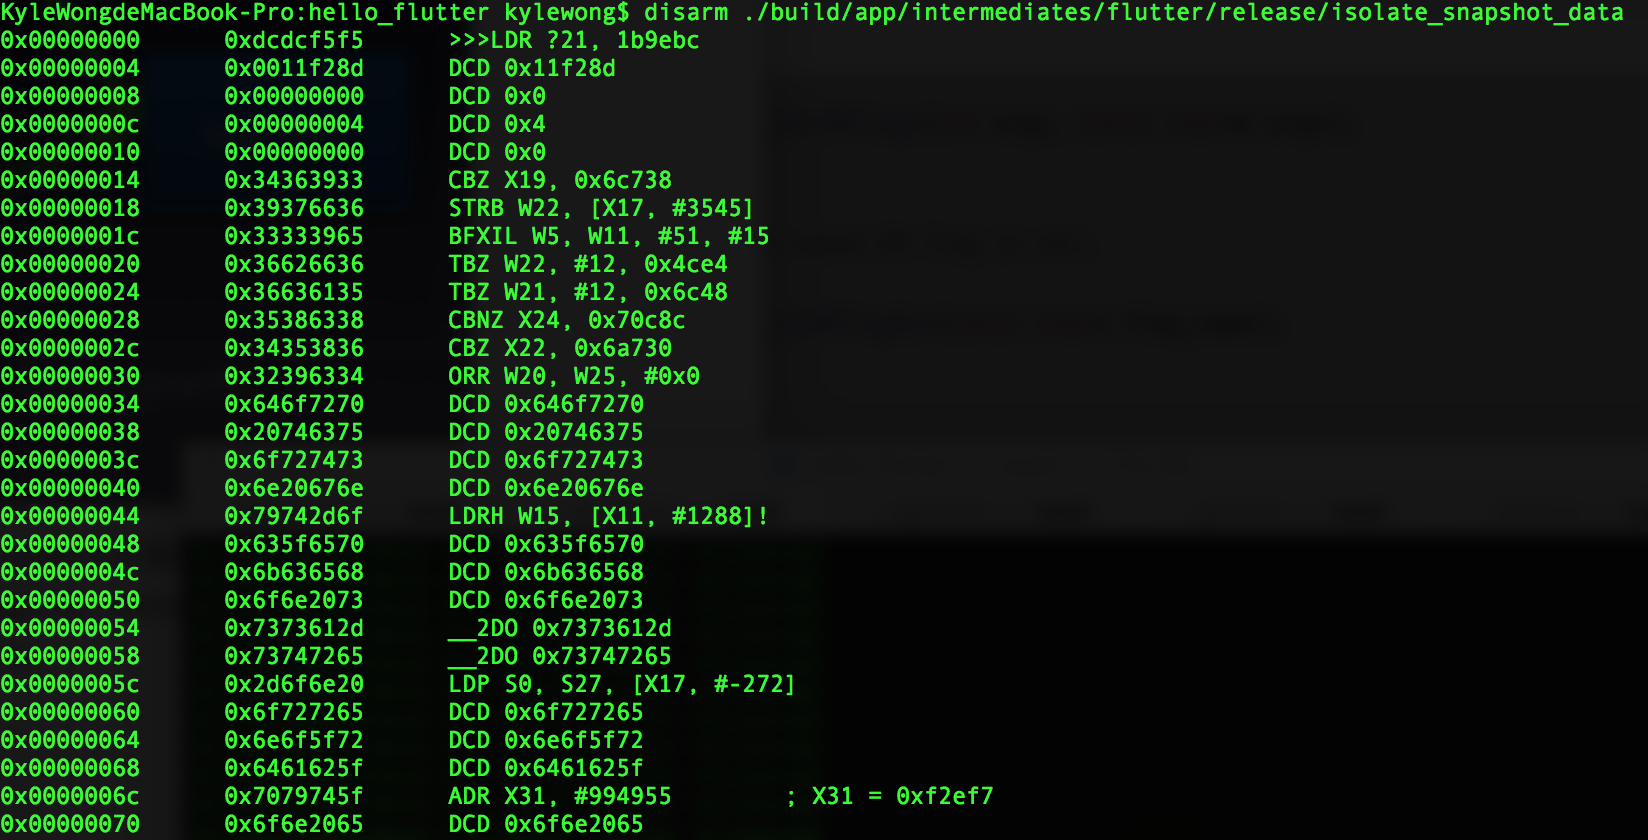 KyleWongdeMacBook-Pro:hello_flutter kylewong$ disarm ./build/app/intermediates/flutter/release/isolate_snapshot_data
0x00000000 0xdcdcf5f5 >>>LDR ?21, 1b9ebc
0x00000004 0x0011f28d DCD 0x11f28d
0x00000008 0x00000000 DCD 0x0
0x0000000c 0x00000004 DCD 0x4
0x00000010 0x00000000 DCD 0x0
0x00000014 0x34363933 CBZ X19, 0x6c738
0x00000018 0x39376636 STRB W22, [X17, #3545]
0x0000001c 0x33333965 BFXIL W5, W11, #51, #15
0x00000020 0x36626636 TBZ W22, #12, 0x4ce4
0x00000024 0x36636135 TBZ W21, #12, 0x6c48
0x00000028 0x35386338 CBNZ X24, 0x70c8c
0x0000002c 0x34353836 CBZ X22, 0x6a730
0x00000030 0x32396334 ORR W20, W25, #0x0
0x00000034 0x646f7270 DCD 0x646f7270
0x00000038 0x20746375 DCD 0x20746375
0x0000003c 0x6f727473 DCD 0x6f727473
0x00000040 0x6e20676e DCD 0x6e20676e
0x00000044 0x79742d6f LDRH W15, [X11, #1288]!
0x00000048 0x635f6570 DCD 0x635f6570
0x0000004c 0x6b636568 DCD 0x6b636568
0x00000050 0x6f6e2073 DCD 0x6f6e2073
0x00000054 0x7373612d __2DO 0x7373612d
0x00000058 0x73747265 __2DO 0x73747265
0x0000005c 0x2d6f6e20 LDP S0, S27, [X17, #-272]
0x00000060 0x6f727265 DCD 0x6f727265
0x00000064 0x6e6f5f72 DCD 0x6e6f5f72
0x00000068 0x6461625f DCD 0x6461625f
0x0000006c 0x7079745f ADR X31, #994955 ; X31 = 0xf2ef7
0x00000070 0x6f6e2065 DCD 0x6f6e2065